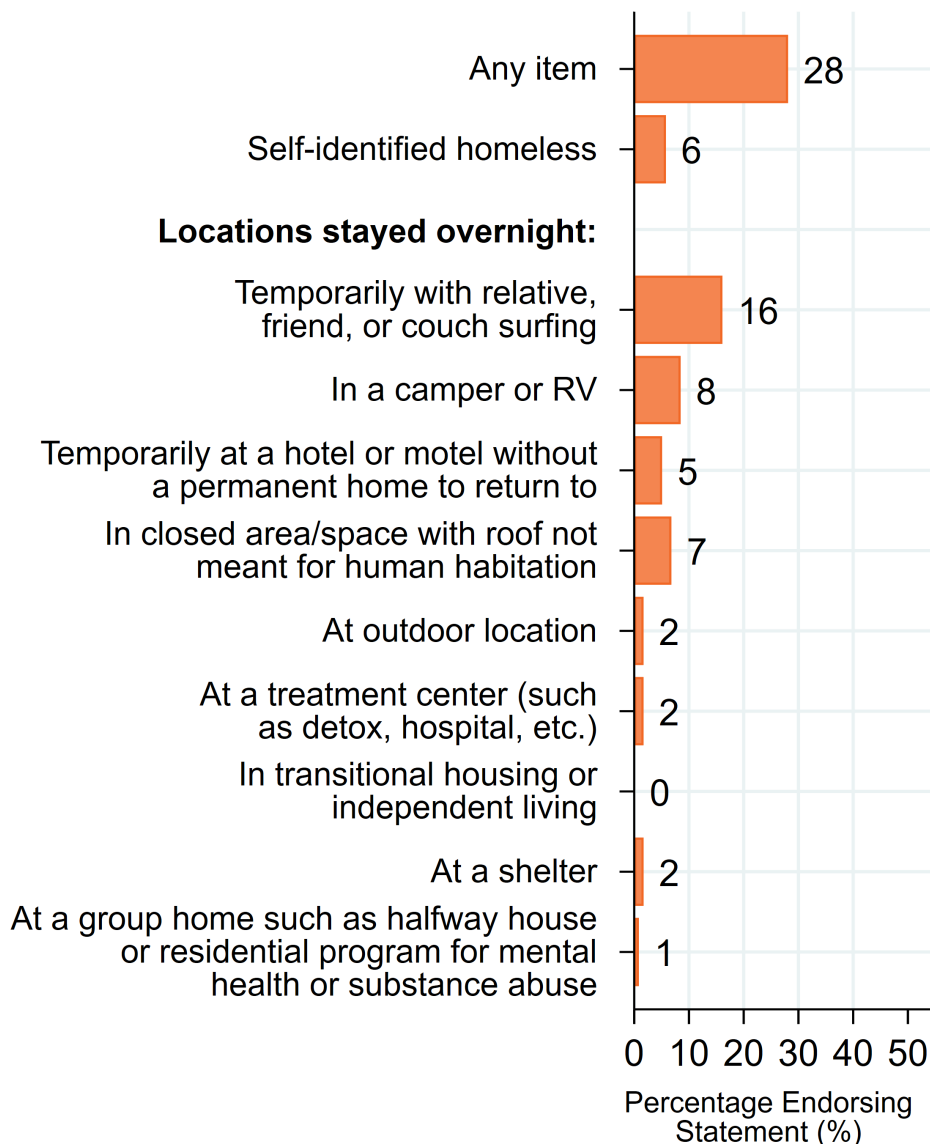 Any item
28
Self-identified homeless
6
Locations stayed overnight:
Temporarily with relative,
friend, or couch surfing
16
In a camper or RV
8
Temporarily at a hotel or motel without
a permanent home to return to
5
In closed area/space with roof not
meant for human habitation
7
At outdoor location
2
At a treatment center (such
as detox, hospital, etc.)
2
In transitional housing or
independent living
0
At a shelter
2
At a group home such as halfway house
or residential program for mental
health or substance abuse
1
0 10 20 30 40 50
Percentage Endorsing
Statement (%)